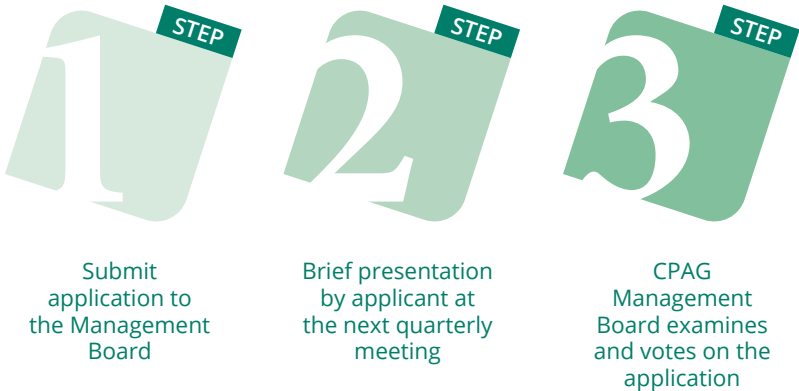 STEP
1
Submit
application to
the Management
Board
STEP
2
Brief presentation
by applicant at
the next quarterly
meeting
STEP
3
CPAG
Management
Board examines
and votes on the
application